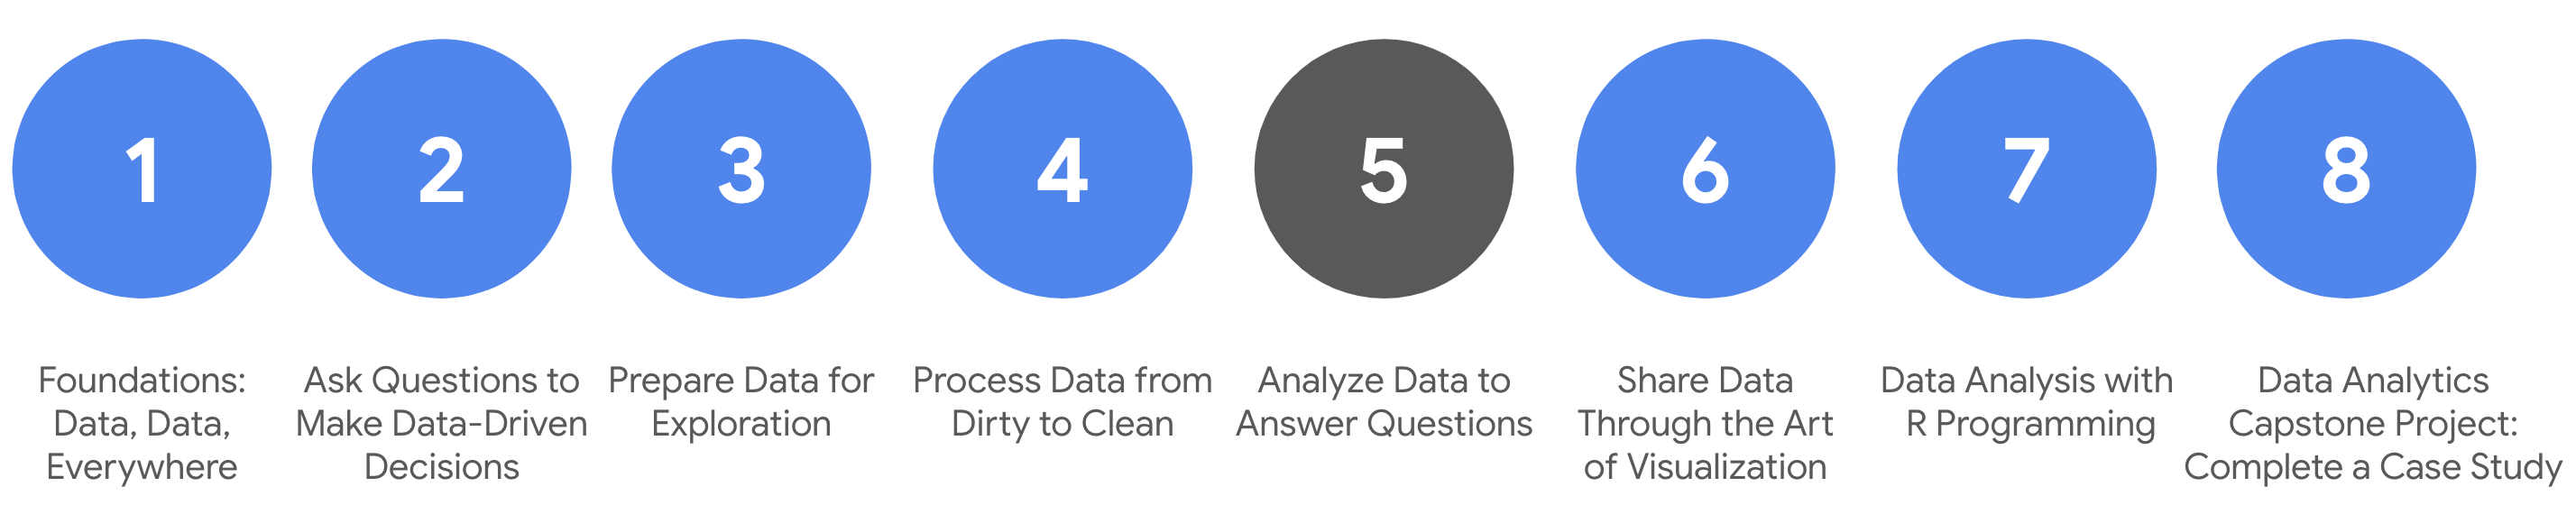 1
2
3
4
5
6
7
8
Foundations:
Data, Data,
Everywhere
Ask Questions to
Make Data-Driven
Decisions
Prepare Data for
Exploration
Process Data from
Dirty to Clean
Analyze Data to
Answer Questions
Share Data
Through the Art
of Visualization
Data Analysis with
R Programming
Data Analytics
Capstone Project:
Complete a Case Study